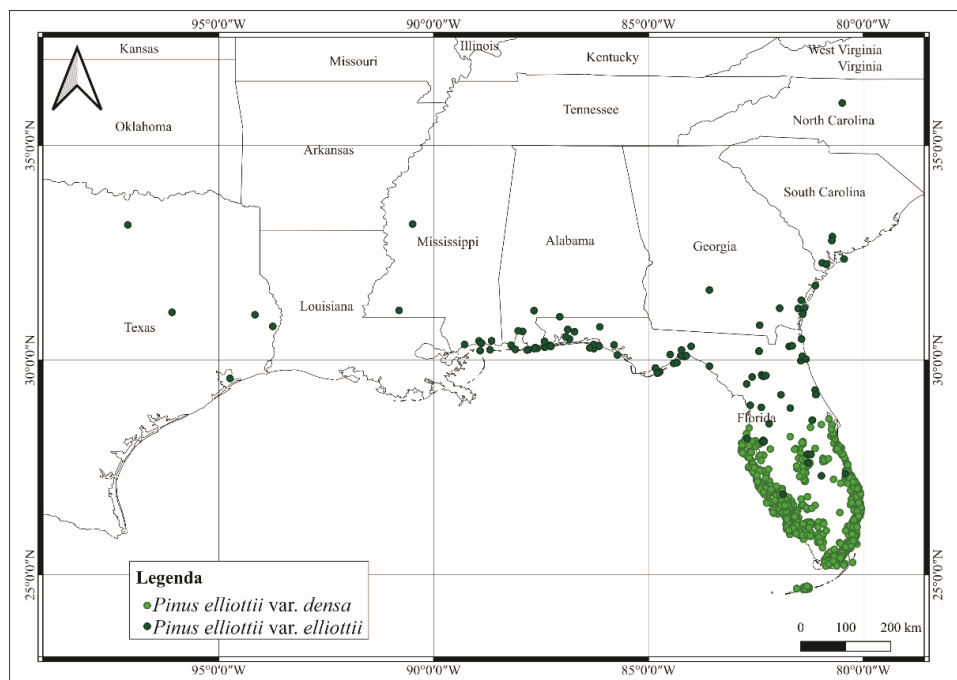 95°0'0"W 90°0'0"W 85°0'0"W 80°0'0"W
Kansas
Illinois
West Virginia
Missouri
Kentucky
Virginia
Tennessee
North Carolina
Oklahoma
35°0'0"N 35°0'0"N
Arkansas
South Carolina
Mississippi
Alabama
Georgia
Louisiana
Texas
30°0'0"N 30°0'0"N
Florida
25°0'0"N 25°0'0"N
Legenda
Pinus elliottii var. densa
Pinus elliottii var. elliottii
0 100 200 km
95°0'0"W 90°0'0"W 85°0'0"W 80°0'0"W